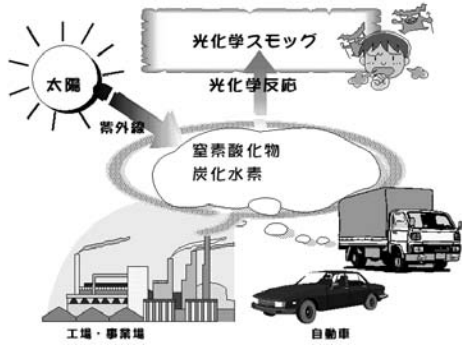 光化学スモッグ
太陽
光化学反応
紫外線
窒素酸化物
炭化水素
工場・事業場
自動車